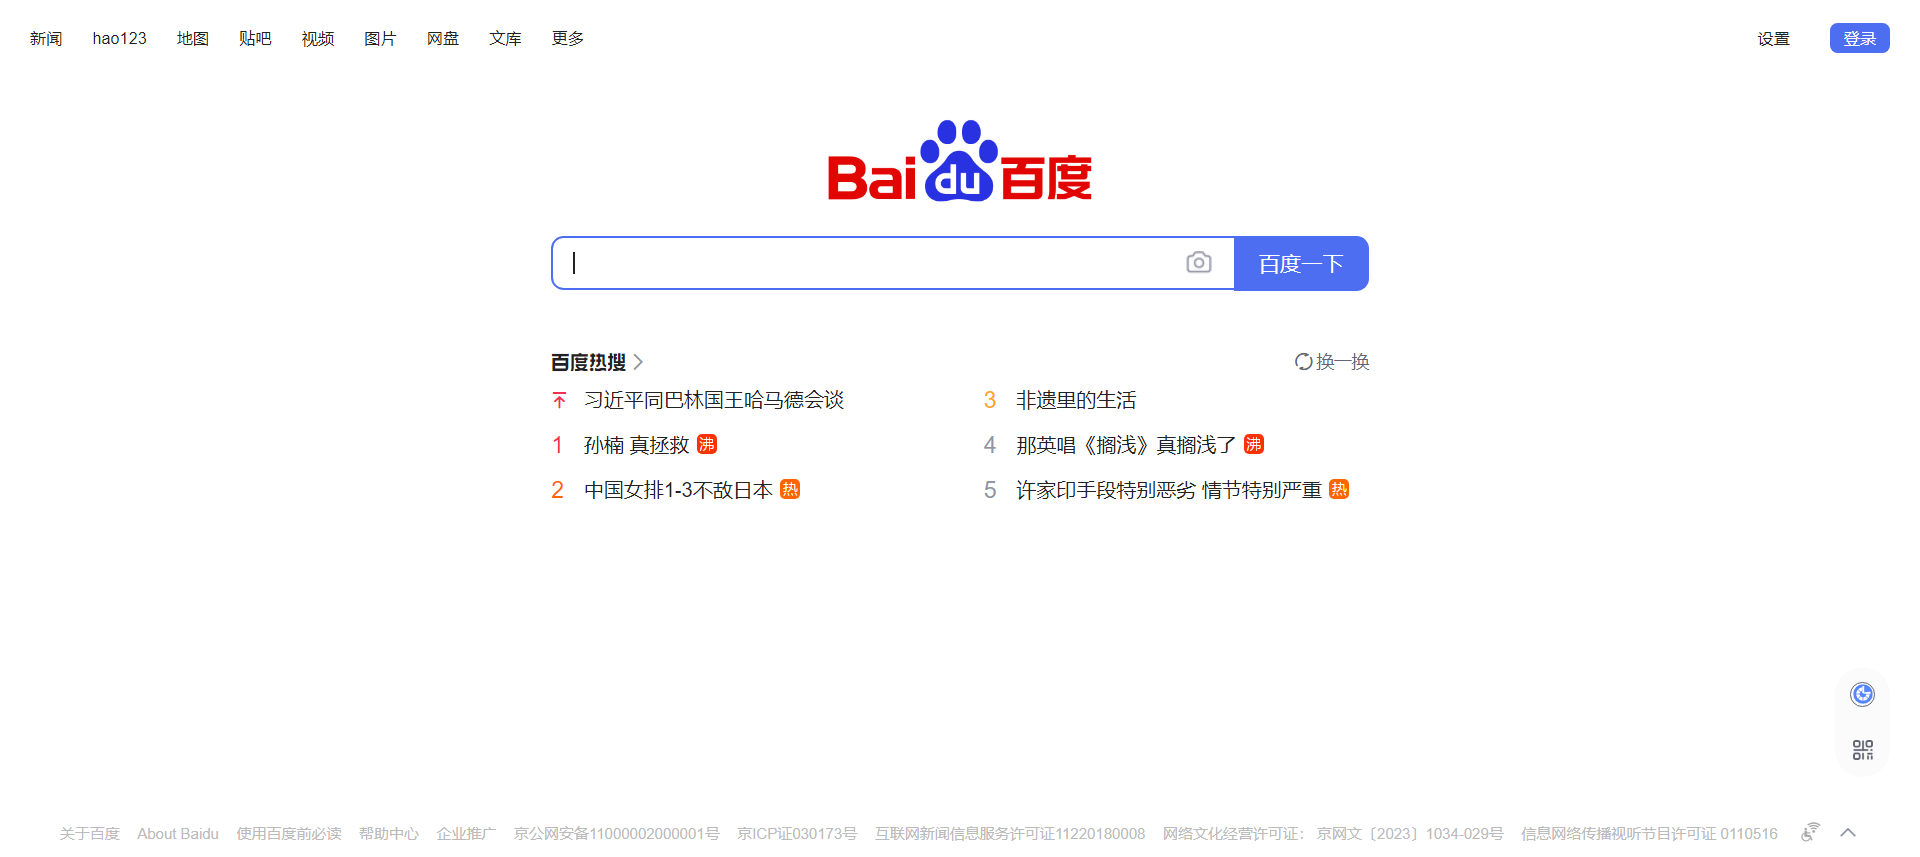 新闻 hao123 地图 贴吧 视频 图片 网盘 文库 更多 设置 登录
Bai du 百度
百度一下
百度热搜 换一换
习近平同巴林国王哈马德会谈
1 孙楠 真拯救 沸
2 中国女排1-3不敌日本 热
3 非遗里的生活
4 那英唱《搁浅》真搁浅了 沸
5 许家印手段特别恶劣 情节特别严重 热
关于百度 About Baidu 使用百度前必读 帮助中心 企业推广 京公网安备11000002000001号 京ICP证030173号 互联网新闻信息服务许可证11220180008 网络文化经营许可证： 京网文〔2023〕1034-029号 信息网络传播视听节目许可证 0110516